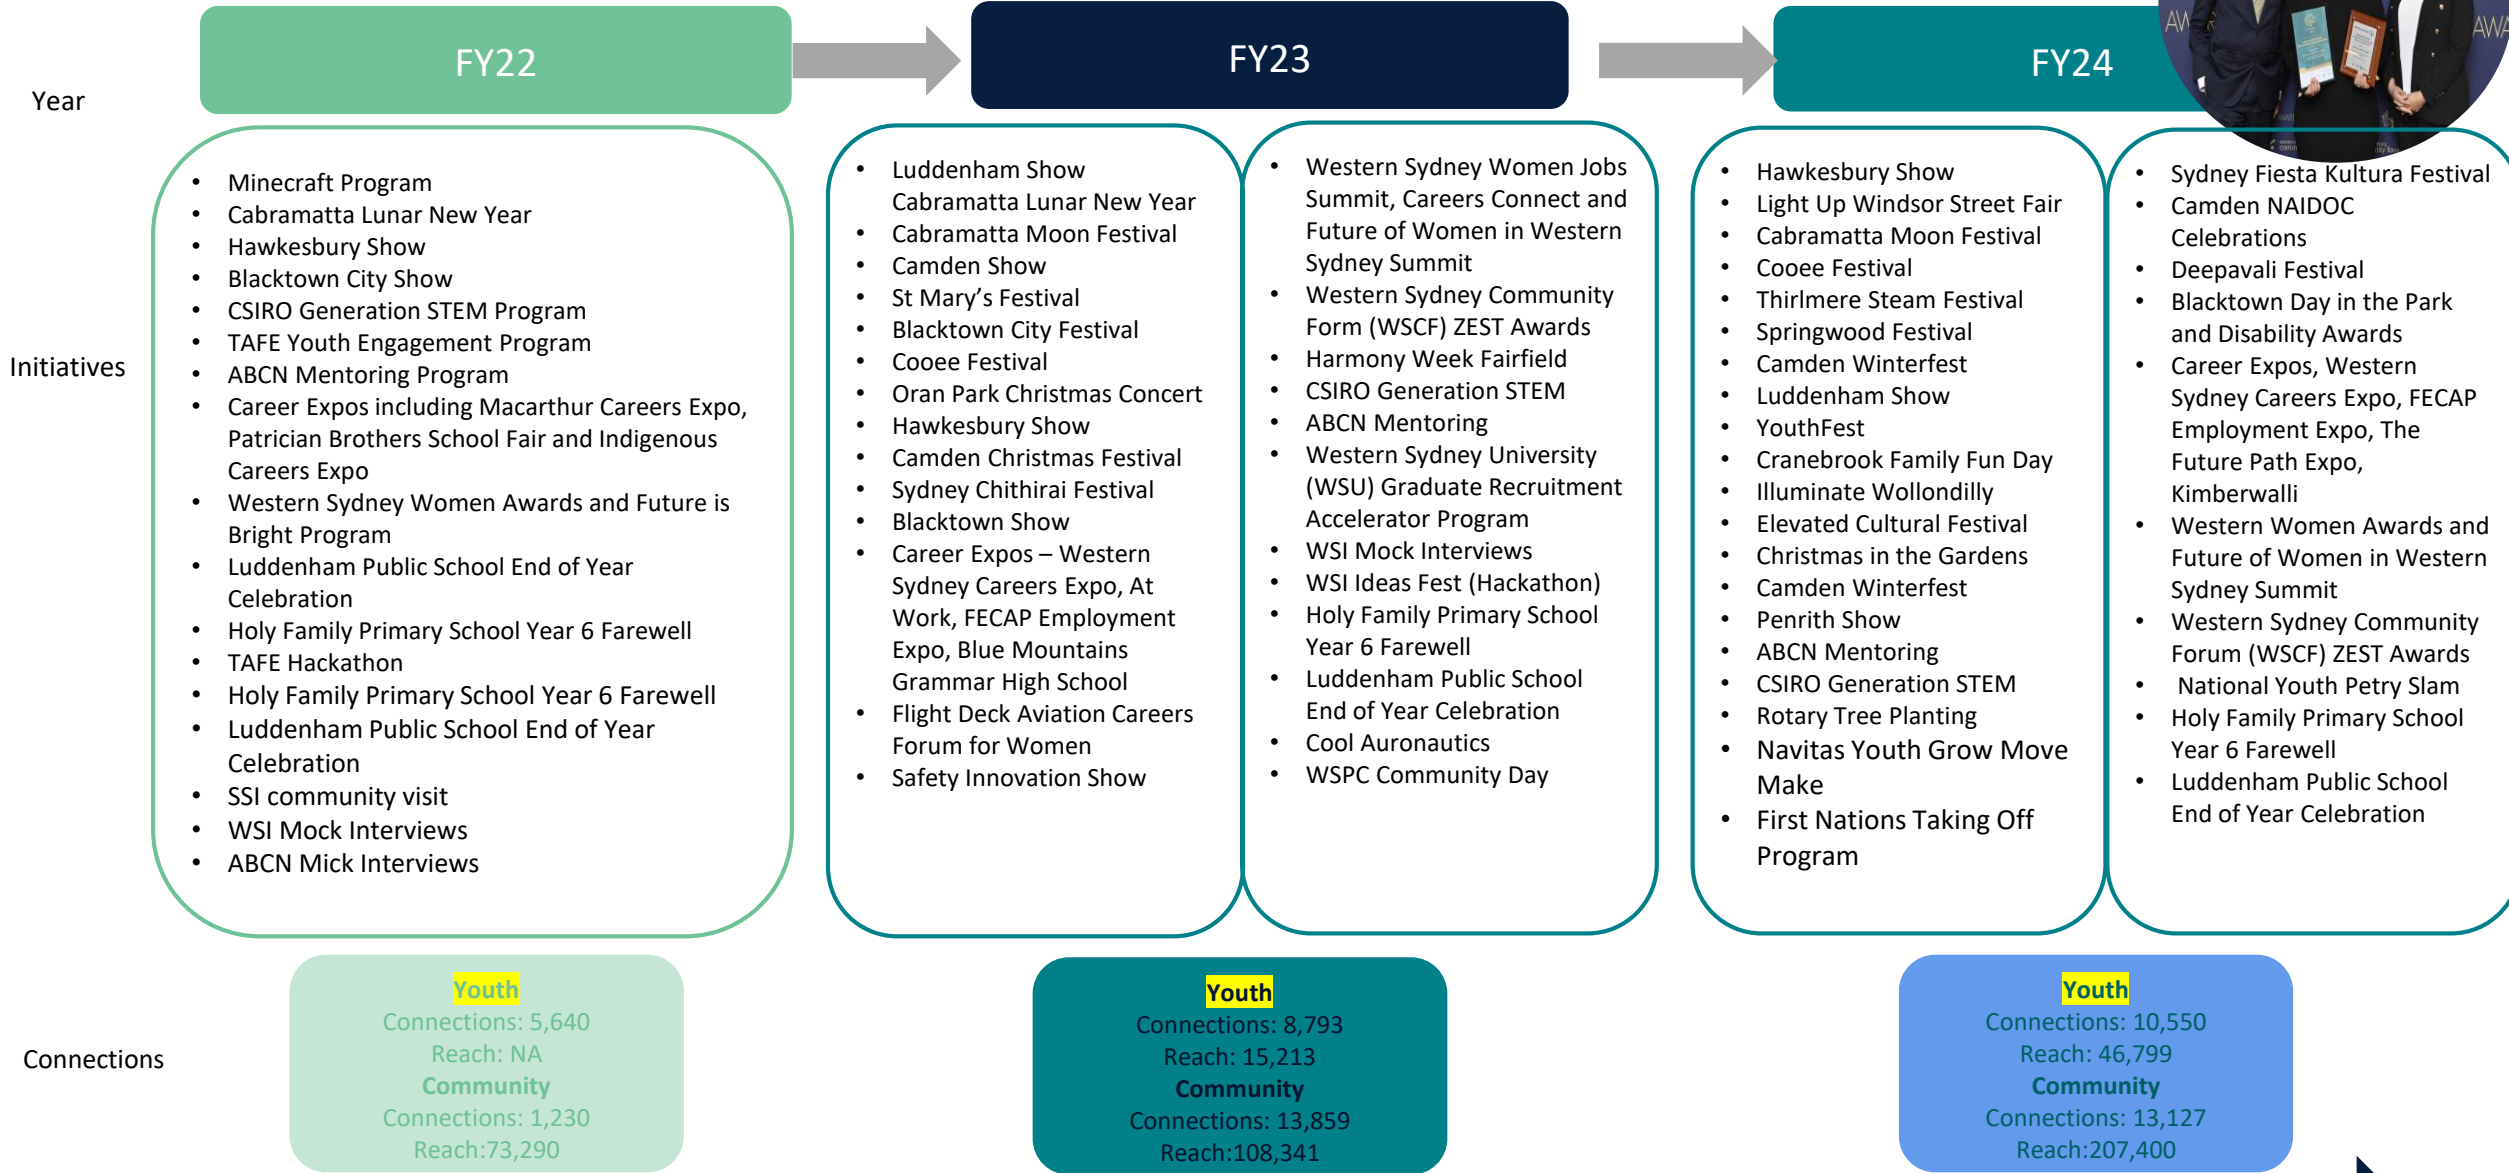 FY22
FY23
FY24
Year
Initiatives
• Minecraft Program
• Cabramatta Lunar New Year
• Hawkesbury Show
• Blacktown City Show
• CSIRO Generation STEM Program
• TAFE Youth Engagement Program
• ABCN Mentoring Program
• Career Expos including Macarthur Careers Expo,
Patrician Brothers School Fair and Indigenous
Careers Expo
• Western Sydney Women Awards and Future is
Bright Program
• Luddenham Public School End of Year
Celebration
• Holy Family Primary School Year 6 Farewell
• TAFE Hackathon
• Holy Family Primary School Year 6 Farewell
• Luddenham Public School End of Year
Celebration
• SSI community visit
• WSI Mock Interviews
• ABCN Mick Interviews
• Luddenham Show
Cabramatta Lunar New Year
• Cabramatta Moon Festival
• Camden Show
• St Mary’s Festival
• Blacktown City Festival
• Cooee Festival
• Oran Park Christmas Concert
• Hawkesbury Show
• Camden Christmas Festival
• Sydney Chithirai Festival
• Blacktown Show
• Career Expos – Western
Sydney Careers Expo, At
Work, FECAP Employment
Expo, Blue Mountains
Grammar High School
• Flight Deck Aviation Careers
Forum for Women
• Safety Innovation Show
• Western Sydney Women Jobs
Summit, Careers Connect and
Future of Women in Western
Sydney Summit
• Western Sydney Community
Form (WSCF) ZEST Awards
• Harmony Week Fairfield
• CSIRO Generation STEM
• ABCN Mentoring
• Western Sydney University
(WSU) Graduate Recruitment
Accelerator Program
• WSI Mock Interviews
• WSI Ideas Fest (Hackathon)
• Holy Family Primary School
Year 6 Farewell
• Luddenham Public School
End of Year Celebration
• Cool Auronautics
• WSPC Community Day
• Hawkesbury Show
• Light Up Windsor Street Fair
• Cabramatta Moon Festival
• Cooee Festival
• Thirlmere Steam Festival
• Springwood Festival
• Camden Winterfest
• Luddenham Show
• YouthFest
• Cranebrook Family Fun Day
• Illuminate Wollondilly
• Elevated Cultural Festival
• Christmas in the Gardens
• Camden Winterfest
• Penrith Show
• ABCN Mentoring
• CSIRO Generation STEM
• Rotary Tree Planting
• Navitas Youth Grow Move
Make
• First Nations Taking Off
Program
• Sydney Fiesta Kultura Festival
• Camden NAIDOC
Celebrations
• Deepavali Festival
• Blacktown Day in the Park
and Disability Awards
• Career Expos, Western
Sydney Careers Expo, FECAP
Employment Expo, The
Future Path Expo,
Kimberwalli
• Western Women Awards and
Future of Women in Western
Sydney Summit
• Western Sydney Community
Forum (WSCF) ZEST Awards
• National Youth Petry Slam
• Holy Family Primary School
Year 6 Farewell
• Luddenham Public School
End of Year Celebration
Connections
Youth
Connections: 5,640
Reach: NA
Community
Connections: 1,230
Reach:73,290
Youth
Connections: 8,793
Reach: 15,213
Community
Connections: 13,859
Reach:108,341
Youth
Connections: 10,550
Reach: 46,799
Community
Connections: 13,127
Reach:207,400